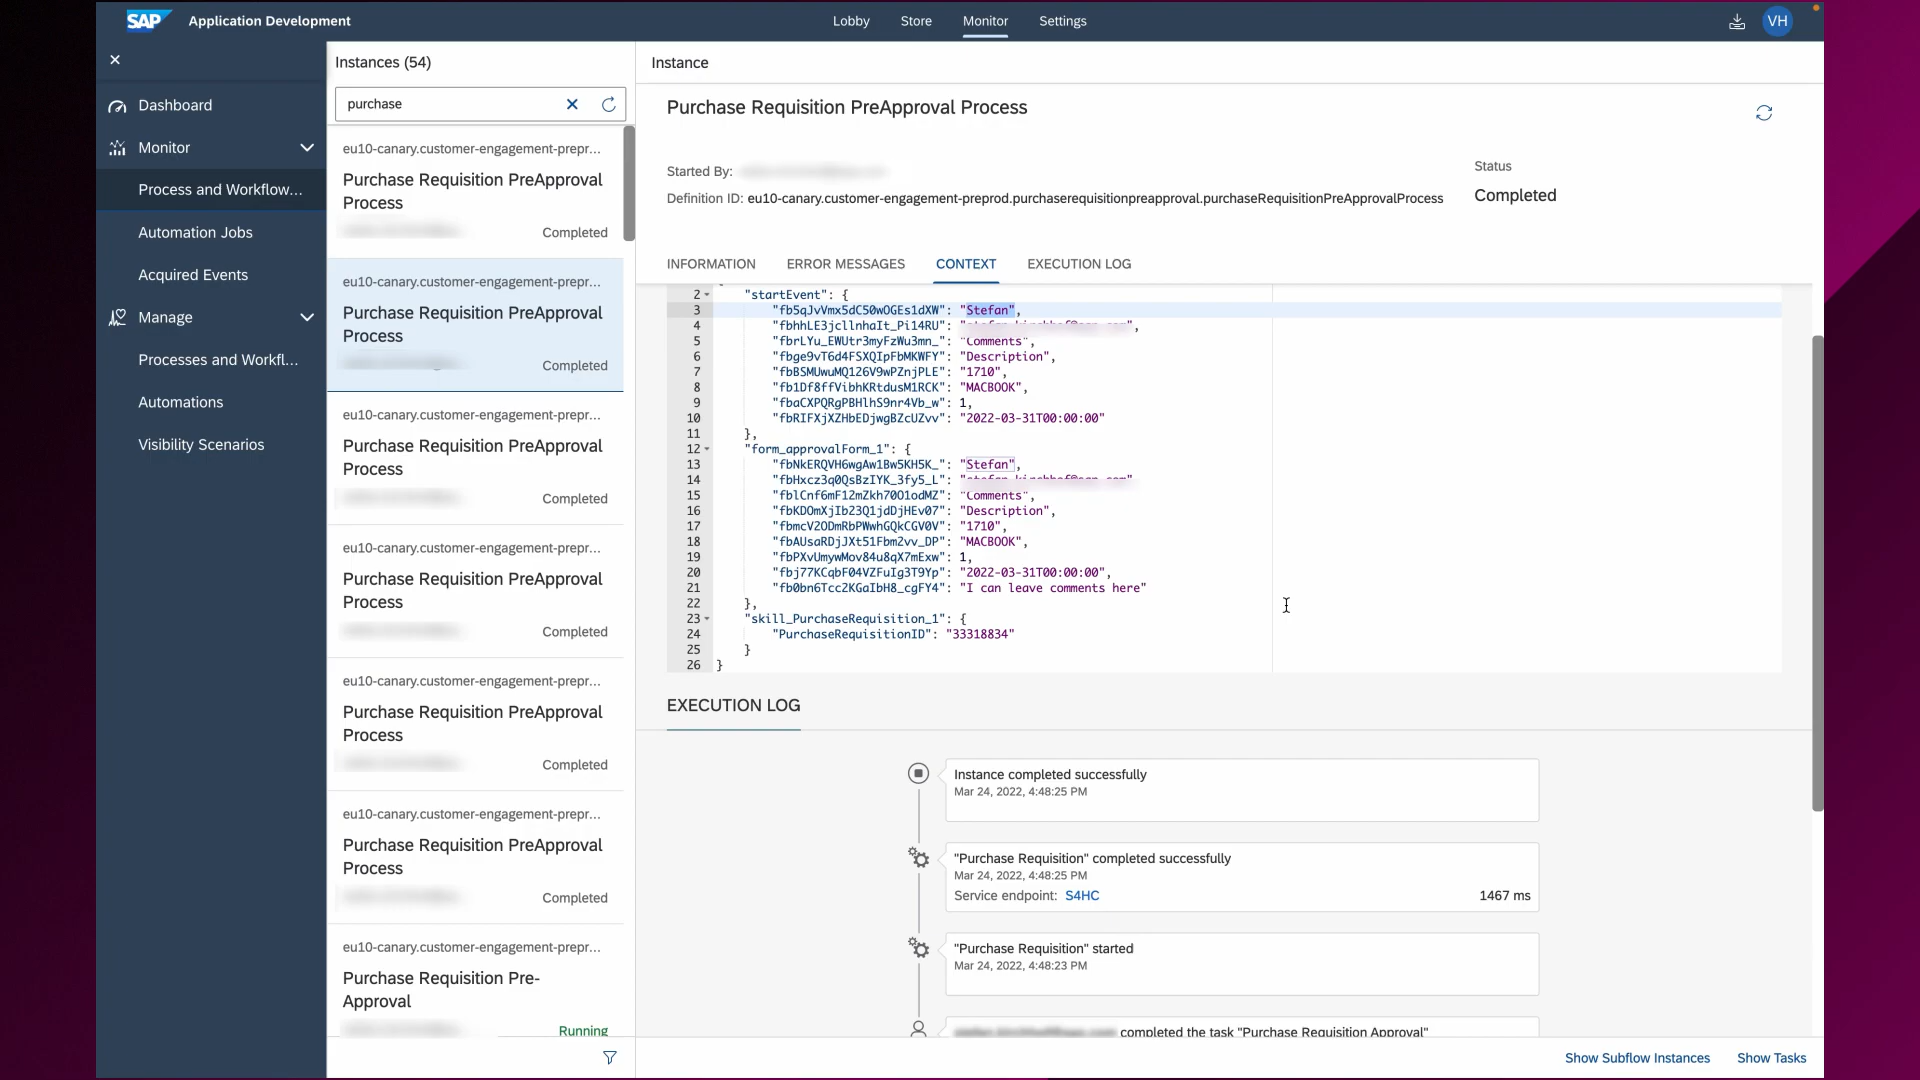 SAP Application Development Lobby Store Monitor Settings VH
Dashboard
Monitor
Process and Workflow...
Automation Jobs
Acquired Events
Manage
Processes and Workfl...
Automations
Visibility Scenarios
Instances (54)
purchase
eu10-canary.customer-engagement-prepr...
Purchase Requisition PreApproval
Process
Completed
eu10-canary.customer-engagement-prepr...
Purchase Requisition PreApproval
Process
Completed
eu10-canary.customer-engagement-prepr...
Purchase Requisition PreApproval
Process
Completed
eu10-canary.customer-engagement-prepr...
Purchase Requisition PreApproval
Process
Completed
eu10-canary.customer-engagement-prepr...
Purchase Requisition PreApproval
Process
Completed
eu10-canary.customer-engagement-prepr...
Purchase Requisition PreApproval
Process
Completed
eu10-canary.customer-engagement-prepr...
Purchase Requisition Pre-
Approval
Running
Instance
Purchase Requisition PreApproval Process
Started By:
Definition ID: eu10-canary.customer-engagement-preprod.purchaserequisitionpreapproval.purchaseRequisitionPreApprovalProcess
Status
Completed
INFORMATION ERROR MESSAGES CONTEXT EXECUTION LOG
2 "startEvent": {
3 "fb5qJvVmx5dC50wOGEs1dXW": "Stefan",
4 "fbhhLE3jcllnhaIt_Pi14RU":
5 "fbrLYu_EWUtr3myFzWu3mn_": "Comments",
6 "fbge9vT6d4FSXQIpFbMKWFY": "Description",
7 "fbBSMUwuMQ126V9wPZnjPLE": "1710",
8 "fb1Df8ffVibhKRtdusM1RCK": "MACBOOK",
9 "fbaCXPQRgPBHlhS9nr4Vb_w": 1,
10 "fbRIFXjXZHbEDjwgBZcUZvv": "2022-03-31T00:00:00"
11 },
12 "form_approvalForm_1": {
13 "fbNkERQVH6wgAw1Bw5KH5K_": "Stefan",
14 "fbHxcz3q0QsBzIYK_3fy5_L":
15 "fblCnf6mF12mZkh70O1odMZ": "Comments",
16 "fbKDOmXjIb23Q1jdDjHEv07": "Description",
17 "fbmcV2ODmRbPWwhGQkCGV0V": "1710",
18 "fbAUsaRDjJXt51Fbm2vv_DP": "MACBOOK",
19 "fbPXvUmywMov84u8qX7mExw": 1,
20 "fbj77KCqbF04VZFuIg3T9Yp": "2022-03-31T00:00:00",
21 "fb0bn6Tcc2KGaIbH8_cgFY4": "I can leave comments here"
22 },
23 "skill_PurchaseRequisition_1": {
24 "PurchaseRequisitionID": "33318834"
25 }
26 }
EXECUTION LOG
Instance completed successfully
Mar 24, 2022, 4:48:25 PM
"Purchase Requisition" completed successfully
Mar 24, 2022, 4:48:25 PM
Service endpoint: S4HC 1467 ms
"Purchase Requisition" started
Mar 24, 2022, 4:48:23 PM
completed the task "Purchase Requisition Approval"
Show Subflow Instances Show Tasks